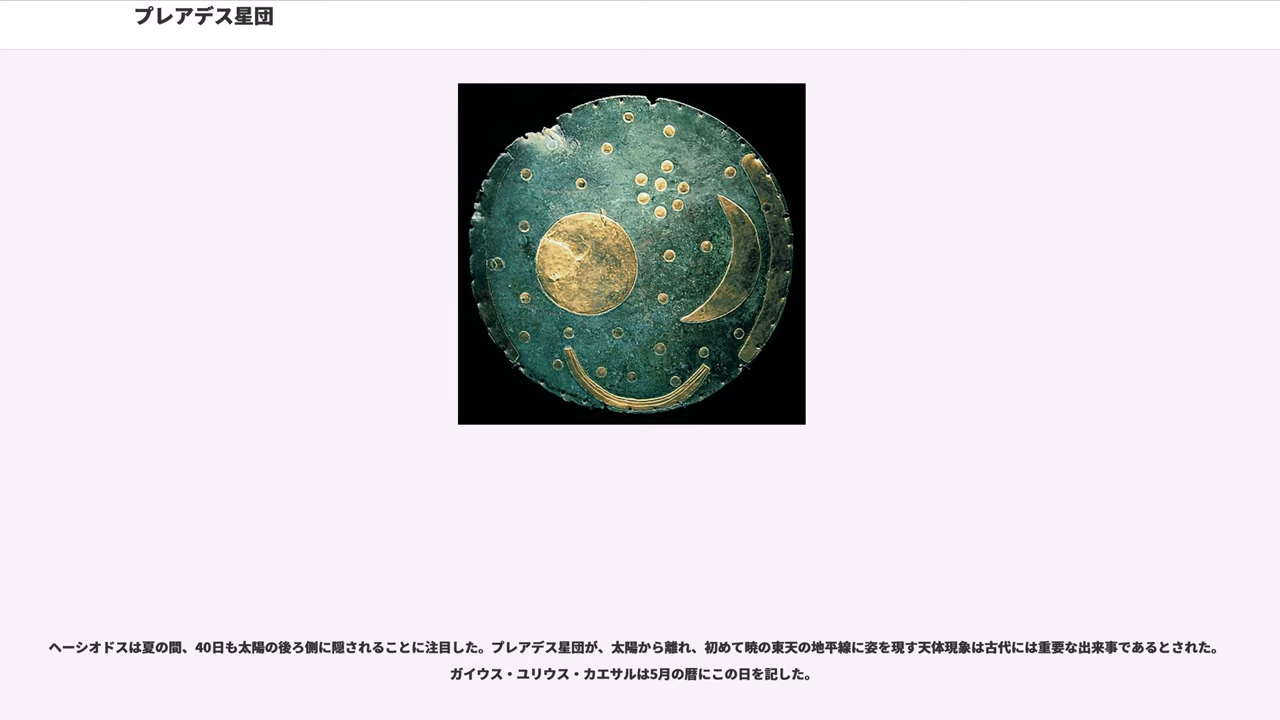 プレアデス星団
ヘーシオドスは夏の間、40日も太陽の後ろ側に隠されることに注目した。プレアデス星団が、太陽から離れ、初めて暁の東天の地平線に姿を現す天体現象は古代には重要な出来事であるとされた。
ガイウス・ユリウス・カエサルは5月の暦にこの日を記した。